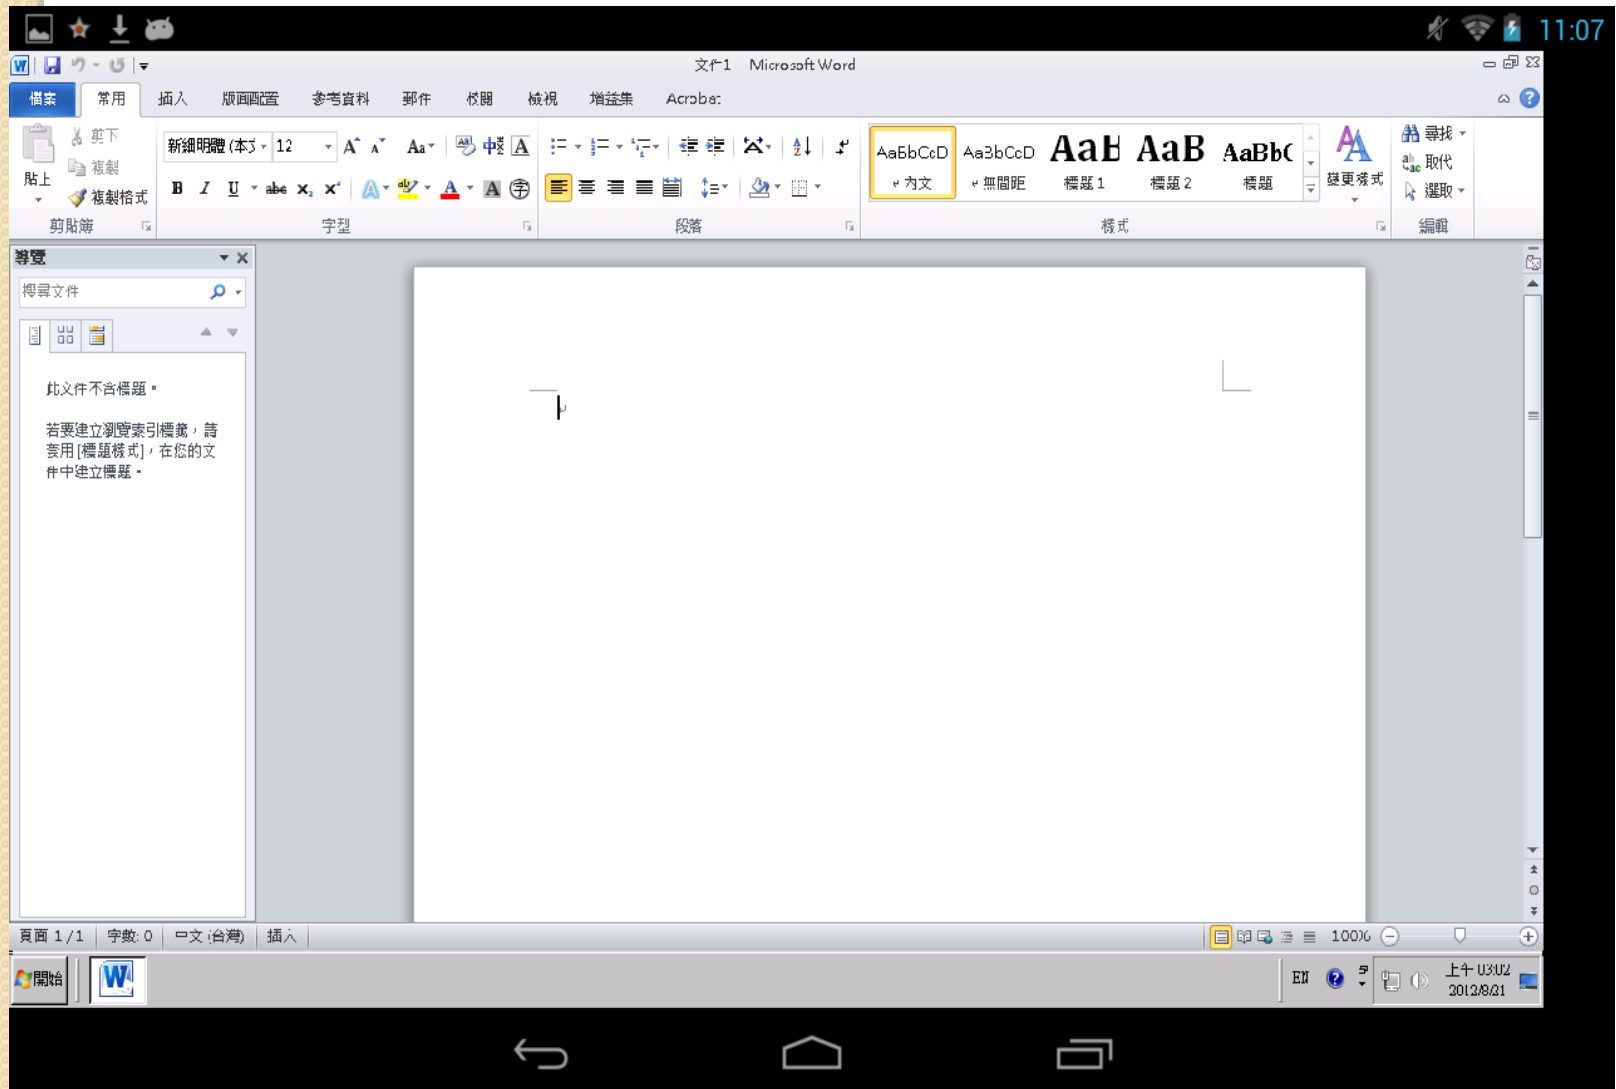 11:07
文件1 Microsoft Word
檔案 常用 插入 版面配置 參考資料 郵件 校閱 檢視 增益集 Acrobat
貼上 剪下 複製 複製格式
剪貼簿
新細明體 (本文 12 A A Aa 中 A
B I U abc x₂ x² A ab A A 字
字型
段落
AaBbCcD AaBbCcD AaB AaB AaBbC
內文 無間距 標題 1 標題 2 標題
變更樣式
樣式
尋找 取代 選取
編輯
導覽
搜尋文件
此文件不含標題。
若要建立瀏覽索引標籤，請
套用 [標題樣式]，在您的文
件中建立標題。
頁面 1/1 字數: 0 中文 (台灣) 插入 100%
開始 W EN 上午 03:02
2012/8/21